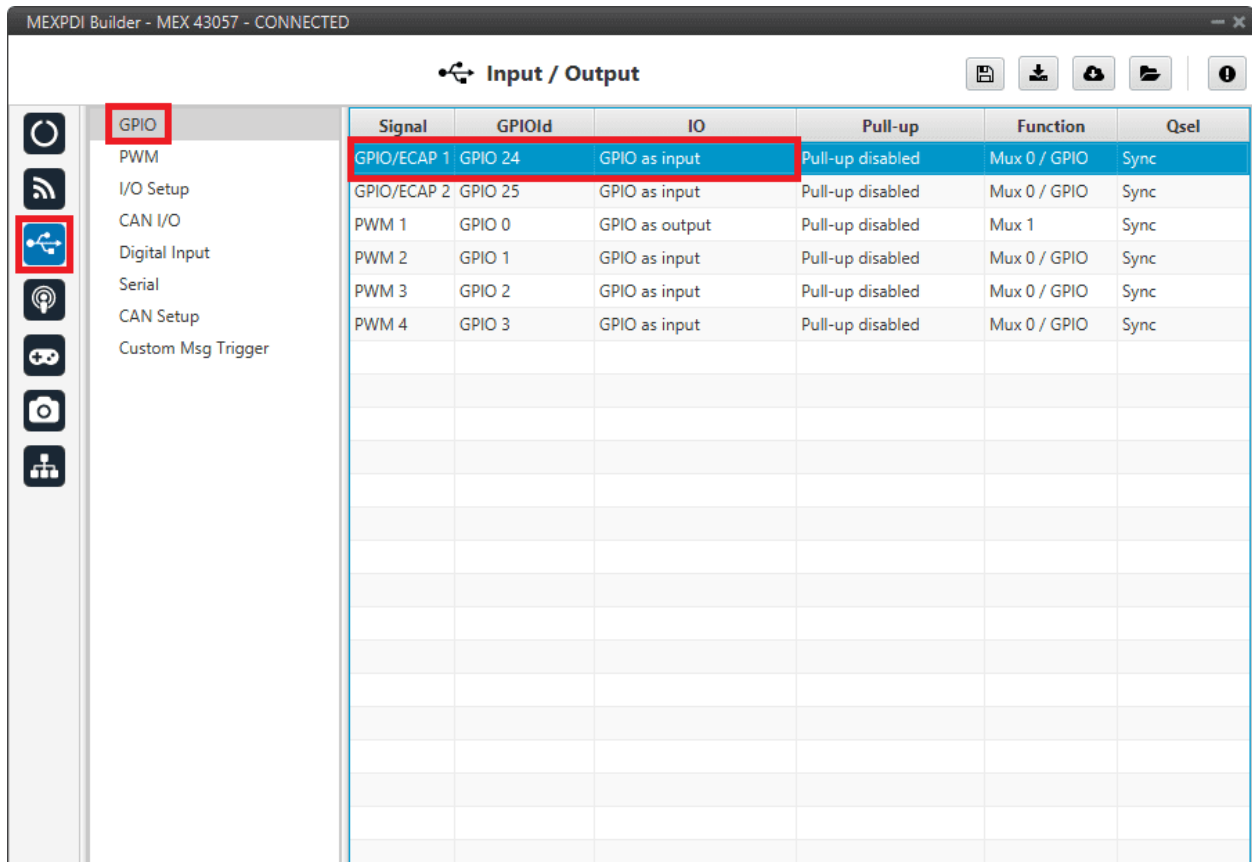 MEXPDI Builder - MEX 43057 - CONNECTED
Input / Output
GPIO
PWM
I/O Setup
CAN I/O
Digital Input
Serial
CAN Setup
Custom Msg Trigger
Signal GPIOId IO Pull-up Function Qsel
GPIO/ECAP 1 GPIO 24 GPIO as input Pull-up disabled Mux 0 / GPIO Sync
GPIO/ECAP 2 GPIO 25 GPIO as input Pull-up disabled Mux 0 / GPIO Sync
PWM 1 GPIO 0 GPIO as output Pull-up disabled Mux 1 Sync
PWM 2 GPIO 1 GPIO as input Pull-up disabled Mux 0 / GPIO Sync
PWM 3 GPIO 2 GPIO as input Pull-up disabled Mux 0 / GPIO Sync
PWM 4 GPIO 3 GPIO as input Pull-up disabled Mux 0 / GPIO Sync